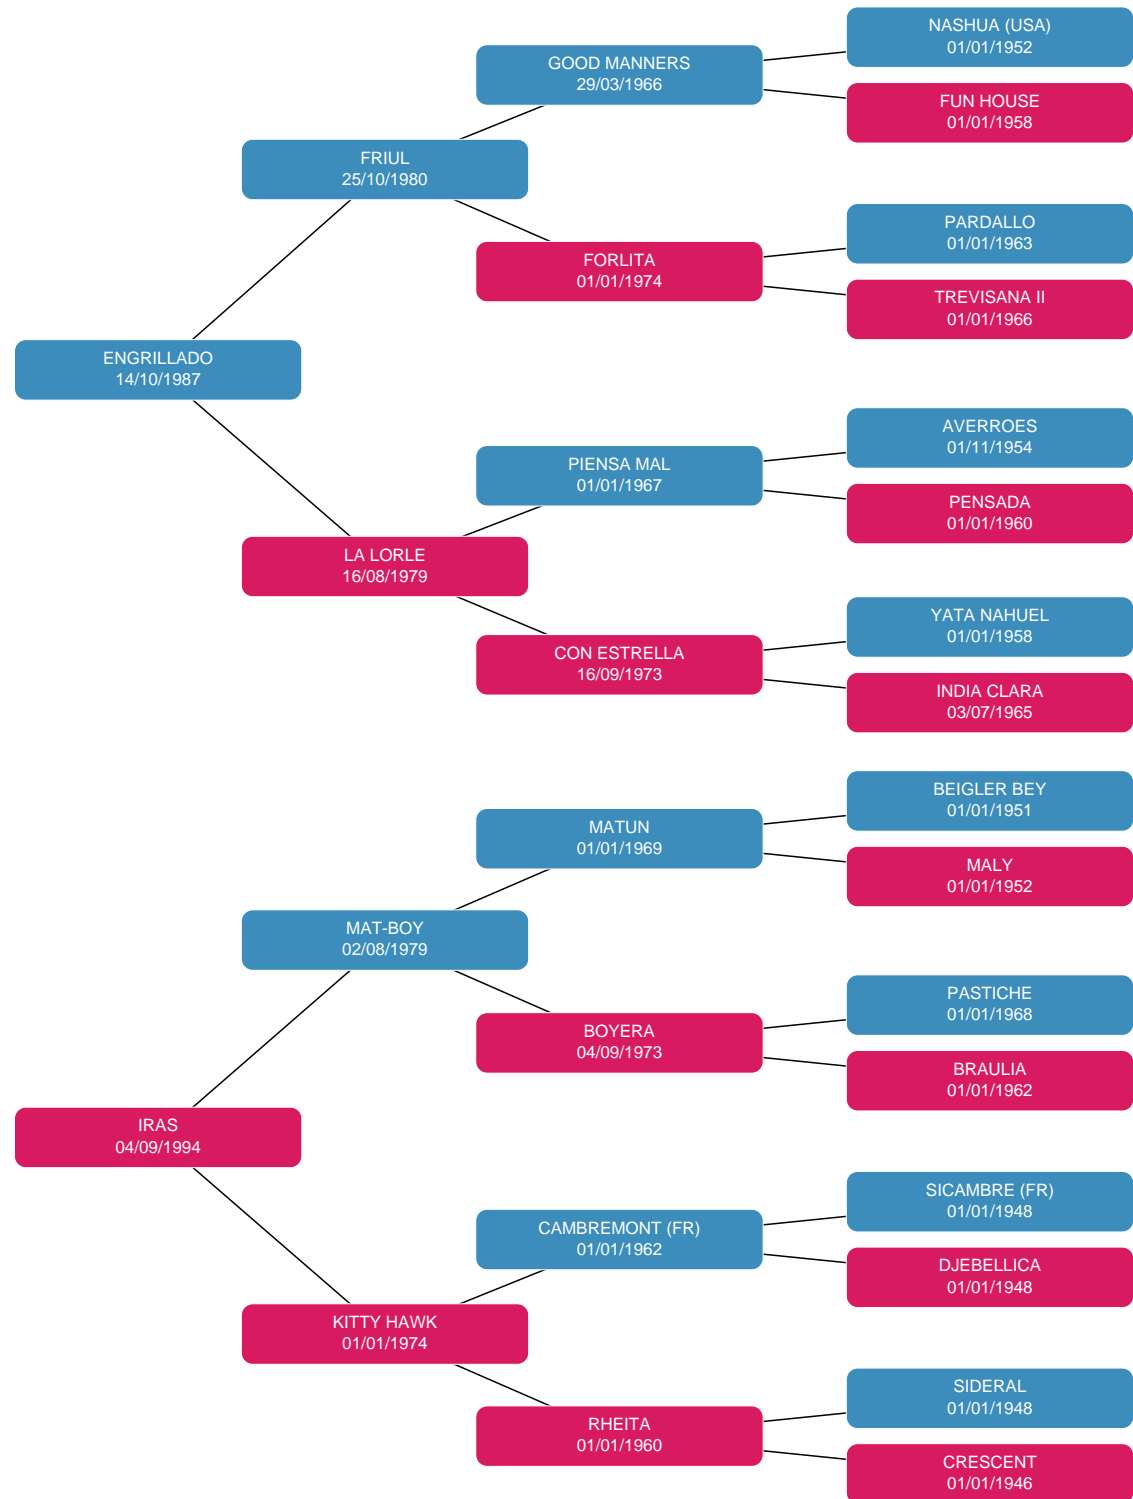 NASHUA (USA)
01/01/1952
GOOD MANNERS
29/03/1966
FUN HOUSE
01/01/1958
FRIUL
25/10/1980
PARDALLO
01/01/1963
FORLITA
01/01/1974
TREVISANA II
01/01/1966
ENGRILLADO
14/10/1987
AVERROES
01/11/1954
PIENSA MAL
01/01/1967
PENSADA
01/01/1960
LA LORLE
16/08/1979
YATA NAHUEL
01/01/1958
CON ESTRELLA
16/09/1973
INDIA CLARA
03/07/1965
BEIGLER BEY
01/01/1951
MATUN
01/01/1969
MALY
01/01/1952
MAT-BOY
02/08/1979
PASTICHE
01/01/1968
BOYERA
04/09/1973
BRAULIA
01/01/1962
IRAS
04/09/1994
SICAMBRE (FR)
01/01/1948
CAMBREMONT (FR)
01/01/1962
DJEBELLICA
01/01/1948
KITTY HAWK
01/01/1974
SIDERAL
01/01/1948
RHEITA
01/01/1960
CRESCENT
01/01/1946